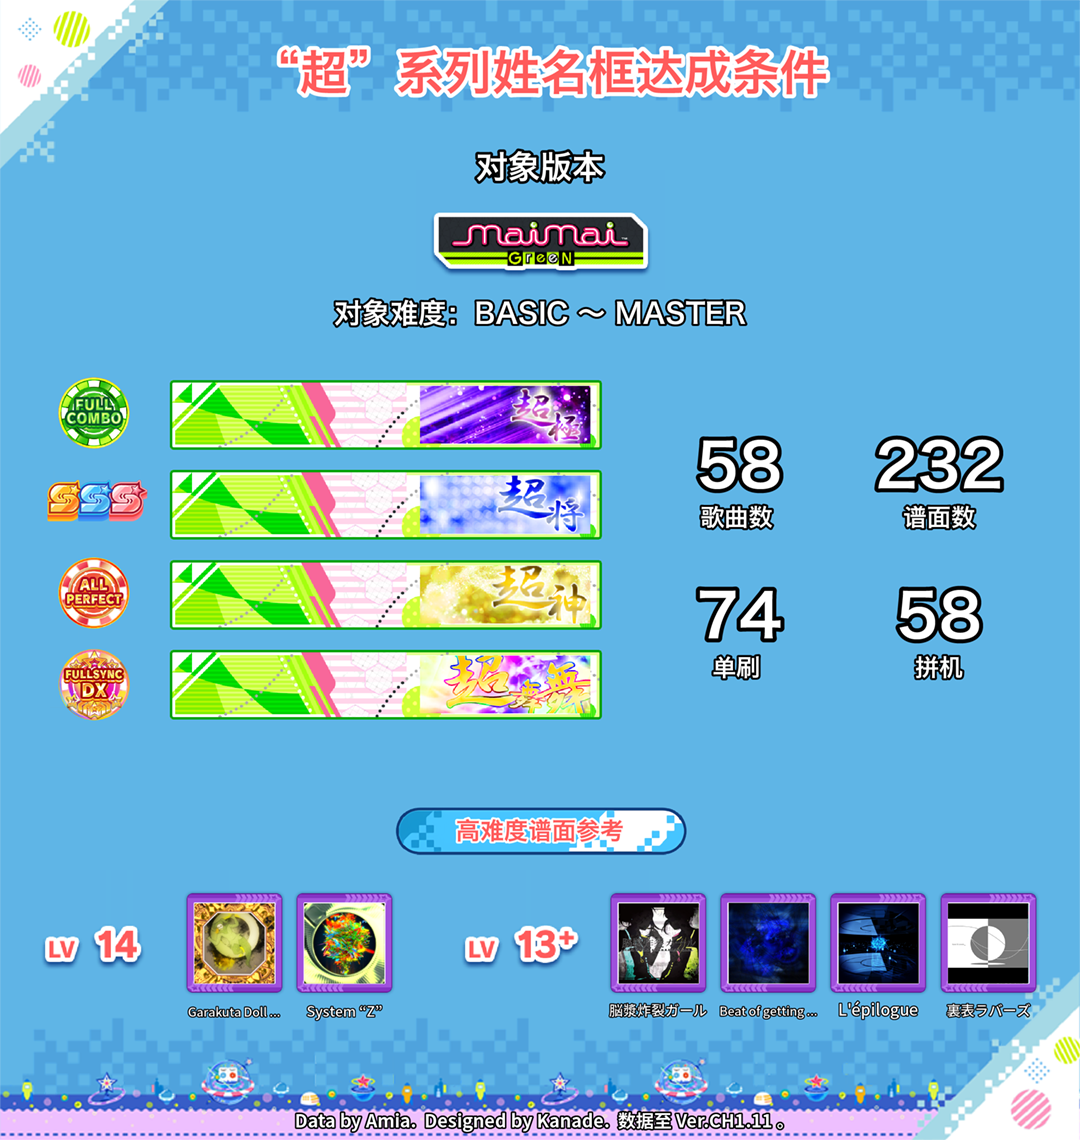 “超”系列姓名框达成条件
对象版本
maimai
GreeN
对象难度：BASIC ～ MASTER
FULL
COMBO
超極
SSS
超将
ALL
PERFECT
超神
FULLSYNC
DX
超舞舞
58
歌曲数
232
谱面数
74
单刷
58
拼机
高难度谱面参考
LV 14
Garakuta Doll ...
System “Z”
LV 13+
脳漿炸裂ガール
Beat of getting ...
L'épilogue
裏表ラバーズ
Data by Amia. Designed by Kanade. 数据至 Ver.CH1.11 。